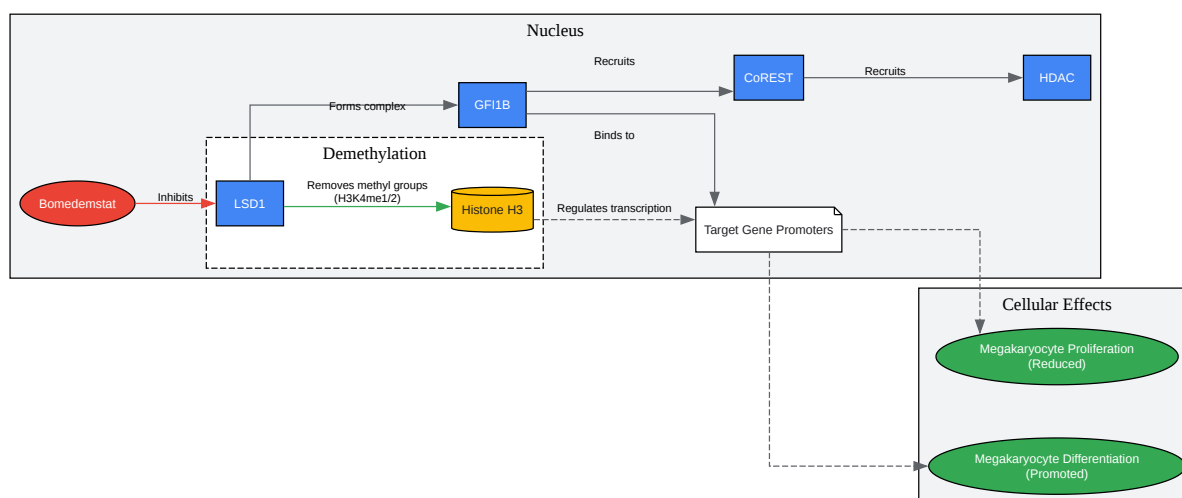 Nucleus
Recruits
CoREST
Recruits
HDAC
Forms complex
GFI1B
Binds to
Demethylation
Bomedemstat
Inhibits
LSD1
Removes methyl groups
(H3K4me1/2)
Histone H3
Regulates transcription
Target Gene Promoters
Cellular Effects
Megakaryocyte Proliferation
(Reduced)
Megakaryocyte Differentiation
(Promoted)